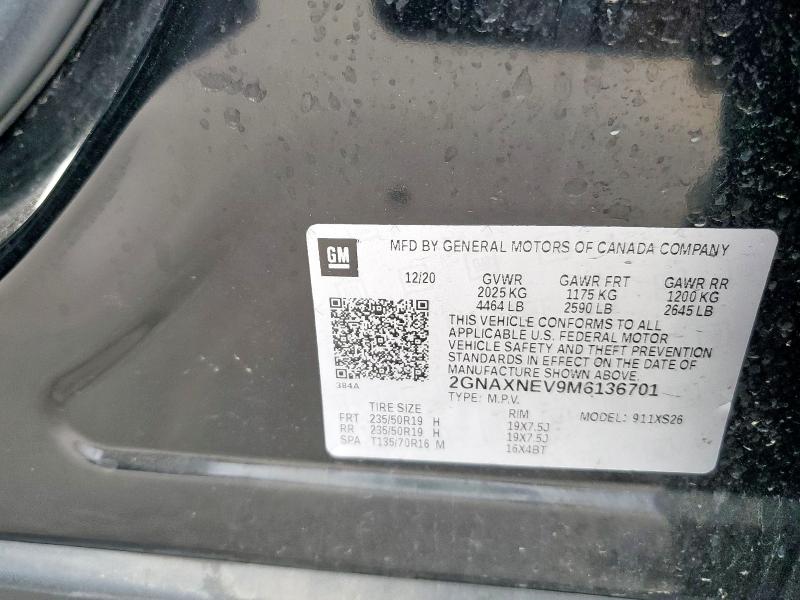 GM
MFD BY GENERAL MOTORS OF CANADA COMPANY
12/20 GVWR GAWR FRT GAWR RR
2025 KG 1175 KG 1200 KG
4464 LB 2590 LB 2645 LB
THIS VEHICLE CONFORMS TO ALL
APPLICABLE U.S. FEDERAL MOTOR
VEHICLE SAFETY AND THEFT PREVENTION
STANDARDS IN EFFECT ON THE DATE OF
MANUFACTURE SHOWN ABOVE.
384A
2GNAXNEV9M6136701
TYPE: M.P.V.
TIRE SIZE RIM MODEL: 911XS26
FRT 235/50R19 H 19X7.5J
RR 235/50R19 H 19X7.5J
SPA T135/70R16 M 16X4BT